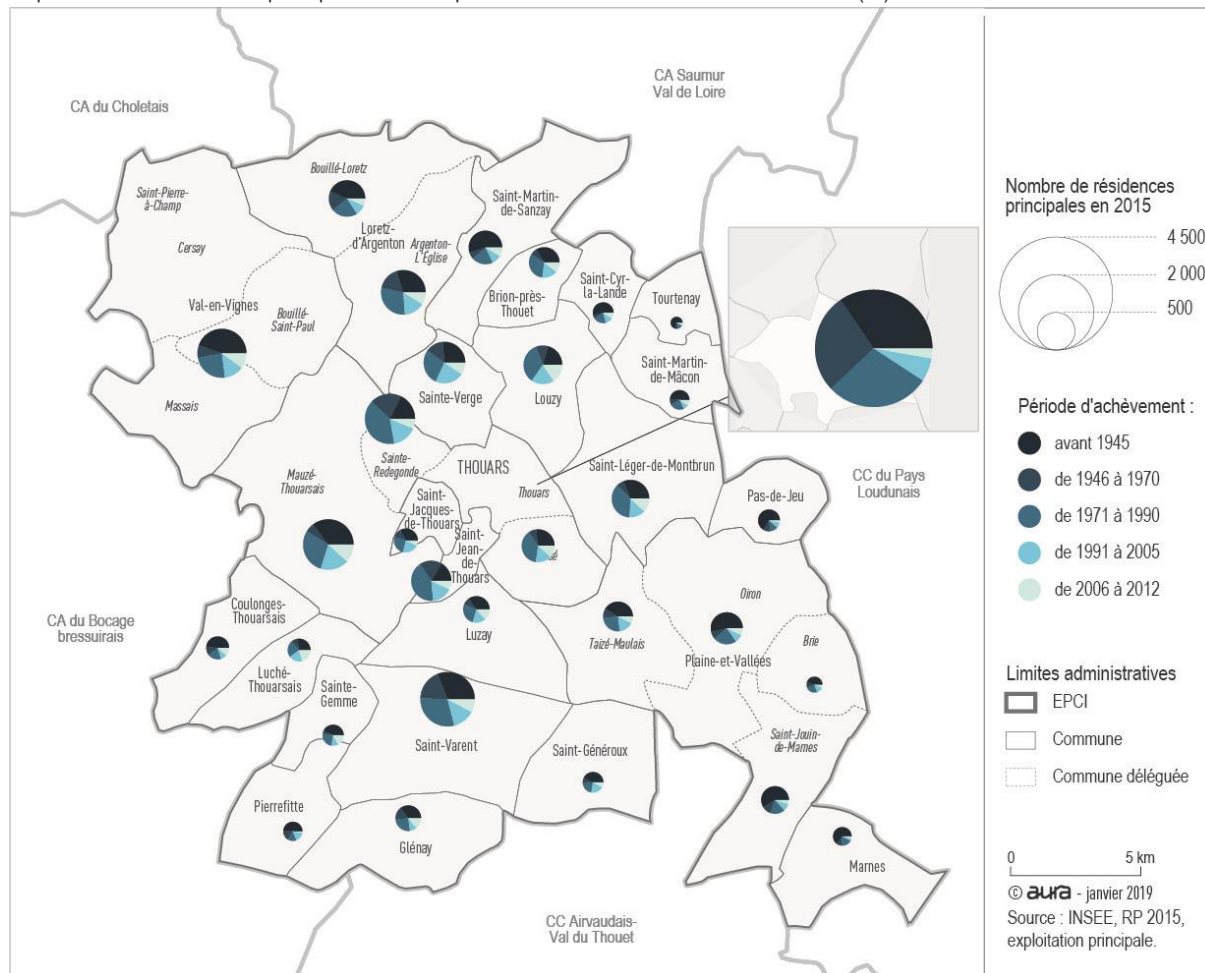 CA du Choletais
CA Saumur
Val de Loire
Saint-Pierre-
à-Champ
Cersay
Bouillé-Loretz
Loretz-
d'Argenton
Argenton-
L'Église
Saint-Martin-
de-Sanzay
Brion-près-
Thouet
Saint-Cyr-
la-Lande
Tourtenay
Val-en-Vignes
Bouillé-
Saint-Paul
Massais
Sainte-Verge
Louzy
Saint-Martin-
de-Mâcon
Mauzé-
Thouarsais
Sainte-
Redegonde
THOUARS
Thouars
Saint-Léger-de-Montbrun
CC du Pays
Loudunais
Pas-de-Jeu
Saint-
Jacques-
de-Thouars
Saint-
Jean-
de-
Thouars
CA du Bocage
bressuirais
Coulonges-
Thouarsais
Luché-
Thouarsais
Luzay
Taizé-Maulais
Oiron
Plaine-et-Vallées
Brie
Sainte-
Gemme
Saint-Varent
Saint-Généroux
Saint-Jouin-
de-Marnes
Pierrefitte
Glénay
Marnes
CC Airvaudais-
Val du Thouet
Nombre de résidences
principales en 2015
4 500
2 000
500
Période d'achèvement :
avant 1945
de 1946 à 1970
de 1971 à 1990
de 1991 à 2005
de 2006 à 2012
Limites administratives
EPCI
Commune
Commune déléguée
0 5 km
© aura - janvier 2019
Source : INSEE, RP 2015,
exploitation principale.